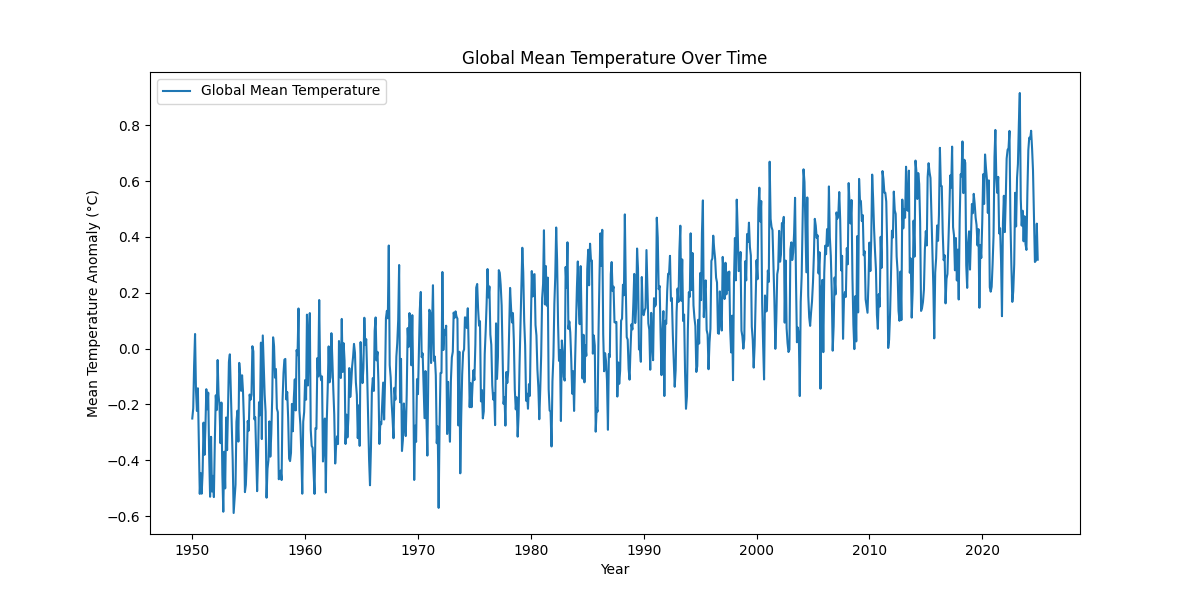 Global Mean Temperature Over Time
Global Mean Temperature
Mean Temperature Anomaly (°C)
0.8
0.6
0.4
0.2
0.0
−0.2
−0.4
−0.6
1950 1960 1970 1980 1990 2000 2010 2020
Year